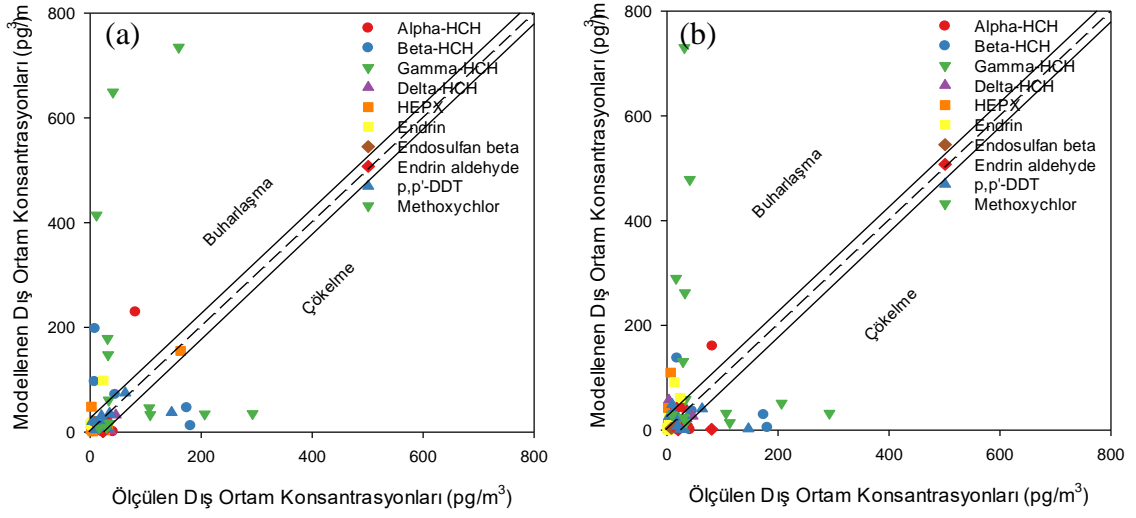 Modellenen Dış Ortam Konsantrasyonları (pg/m³)
800
600
400
200
0
(a)
Alpha-HCH
Beta-HCH
Gamma-HCH
Delta-HCH
HEPX
Endrin
Endosulfan beta
Endrin aldehyde
p,p'-DDT
Methoxychlor
Buharlaşma
Çökelme
0 200 400 600 800
Ölçülen Dış Ortam Konsantrasyonları (pg/m³)
Modellenen Dış Ortam Konsantrasyonları (pg/m³)
800
600
400
200
0
(b)
Alpha-HCH
Beta-HCH
Gamma-HCH
Delta-HCH
HEPX
Endrin
Endosulfan beta
Endrin aldehyde
p,p'-DDT
Methoxychlor
Buharlaşma
Çökelme
0 200 400 600 800
Ölçülen Dış Ortam Konsantrasyonları (pg/m³)